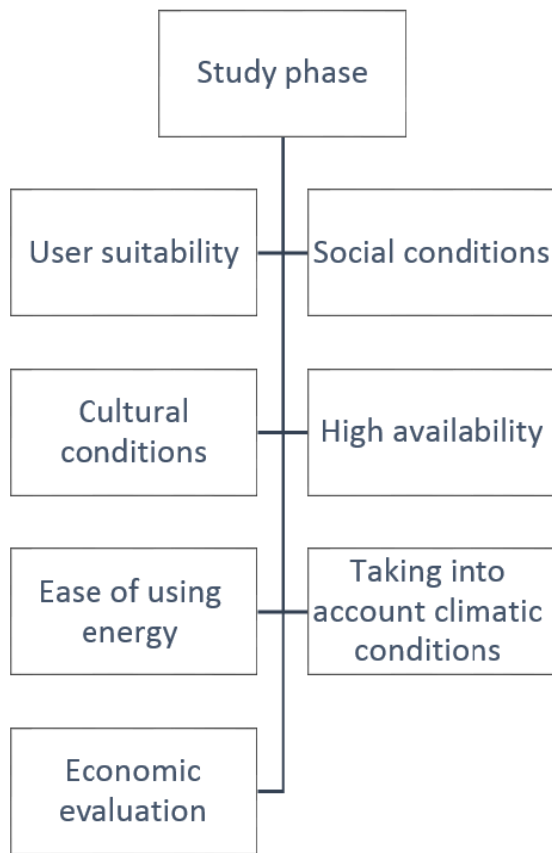 Study phase
User suitability
Social conditions
Cultural
conditions
High availability
Ease of using
energy
Taking into
account climatic
conditions
Economic
evaluation